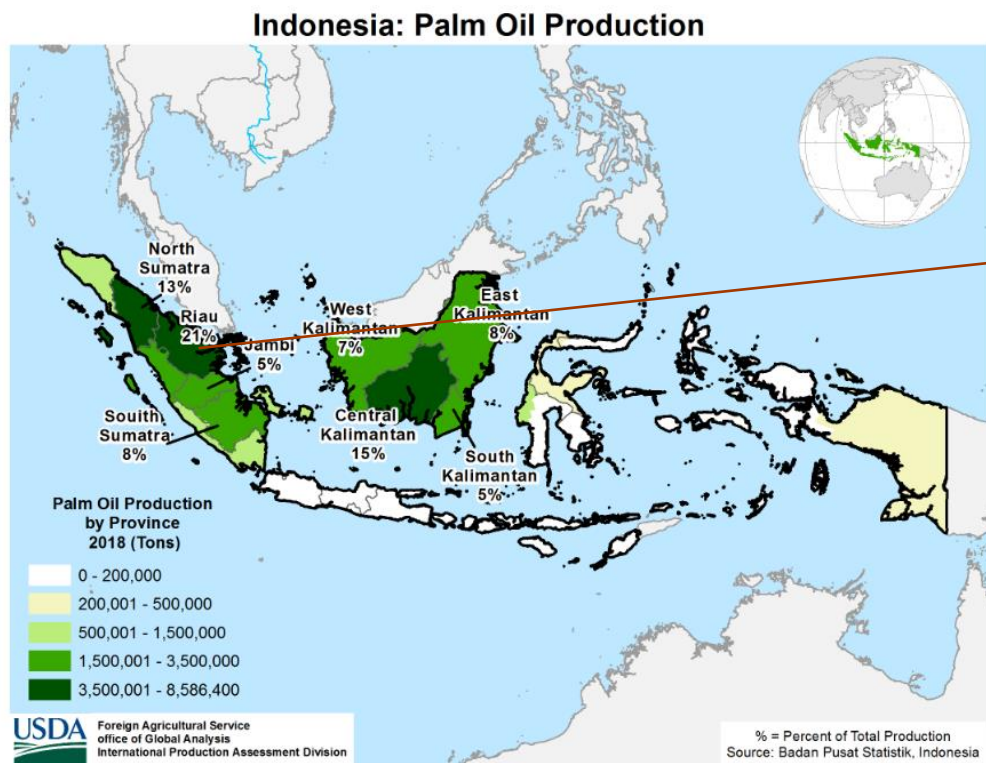 Indonesia: Palm Oil Production
North
Sumatra
13%
Riau
21%
Jambi
5%
West
Kalimantan
7%
East
Kalimantan
8%
South
Sumatra
8%
Central
Kalimantan
15%
South
Kalimantan
5%
Palm Oil Production
by Province
2018 (Tons)
0 - 200,000
200,001 - 500,000
500,001 - 1,500,000
1,500,001 - 3,500,000
3,500,001 - 8,586,400
USDA
Foreign Agricultural Service
office of Global Analysis
International Production Assessment Division
% = Percent of Total Production
Source: Badan Pusat Statistik, Indonesia